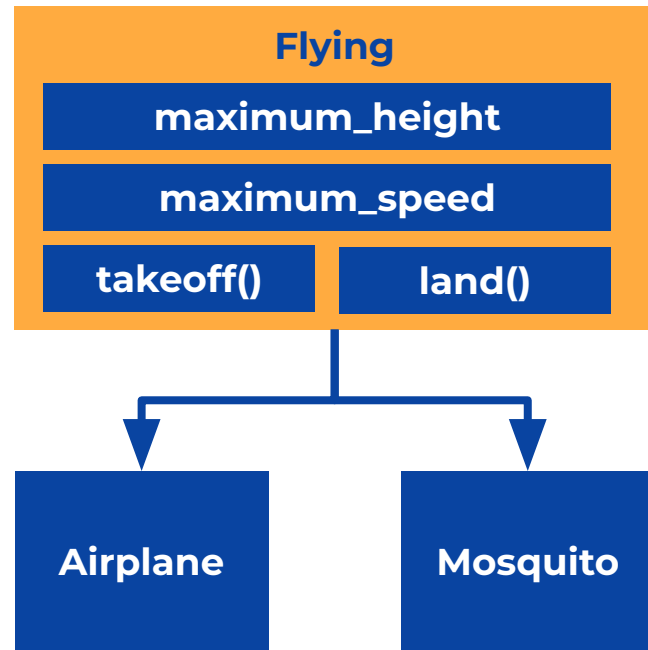 Flying
maximum_height
maximum_speed
takeoff() land()
Airplane Mosquito